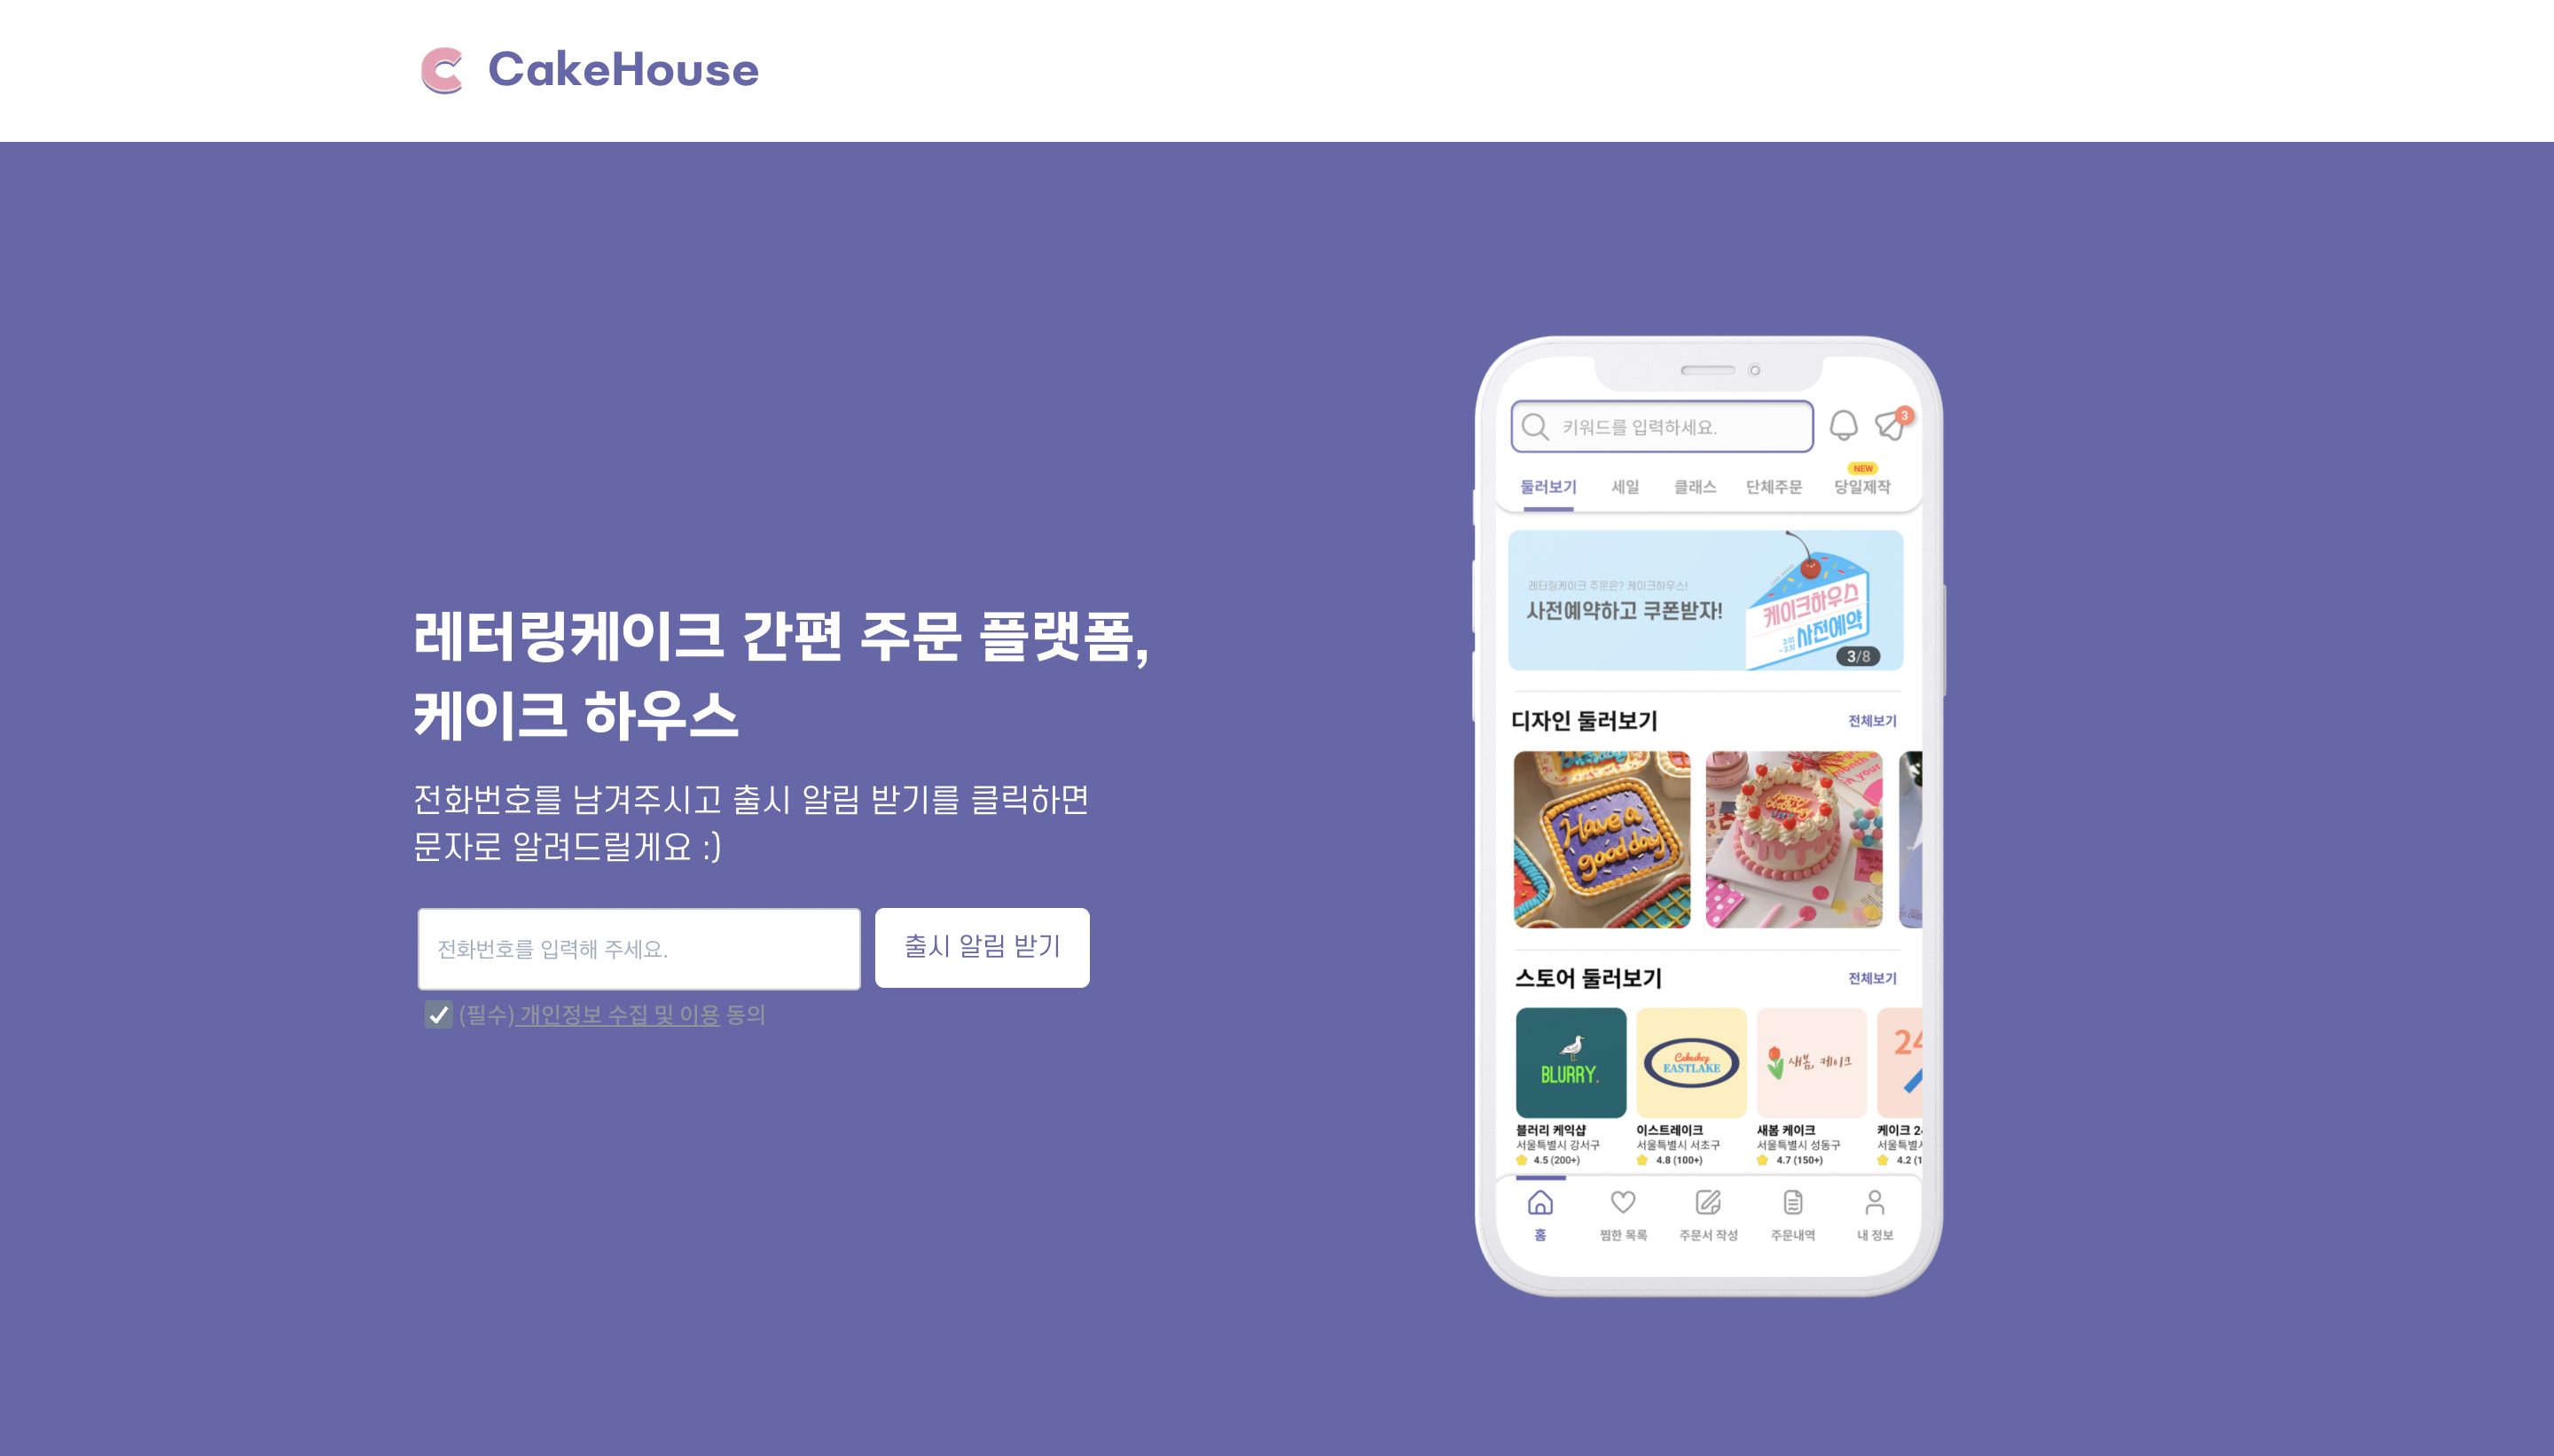 CakeHouse
레터링케이크 간편 주문 플랫폼,
케이크 하우스
전화번호를 남겨주시고 출시 알림 받기를 클릭하면
문자로 알려드릴게요 :)
전화번호를 입력해 주세요.
출시 알림 받기
(필수) 개인정보 수집 및 이용 동의
키워드를 입력하세요.
3
NEW
둘러보기 세일 클래스 단체주문 당일제작
레터링케이크 주문은? 케이크하우스!
사전예약하고 쿠폰받자!
케이크하우스
사전예약
3.01
~3.31
3/8
디자인 둘러보기 전체보기
Have a
good day
happy
birthday
스토어 둘러보기 전체보기
BLURRY.
Cakeshop
EASTLAKE
새봄, 케이크
24
블러리 케익샵 이스트레이크 새봄 케이크 케이크 2
서울특별시 강서구 서울특별시 서초구 서울특별시 성동구 서울특별시
4.5 (200+) 4.8 (100+) 4.7 (150+) 4.2 (1
홈 찜한 목록 주문서 작성 주문내역 내 정보